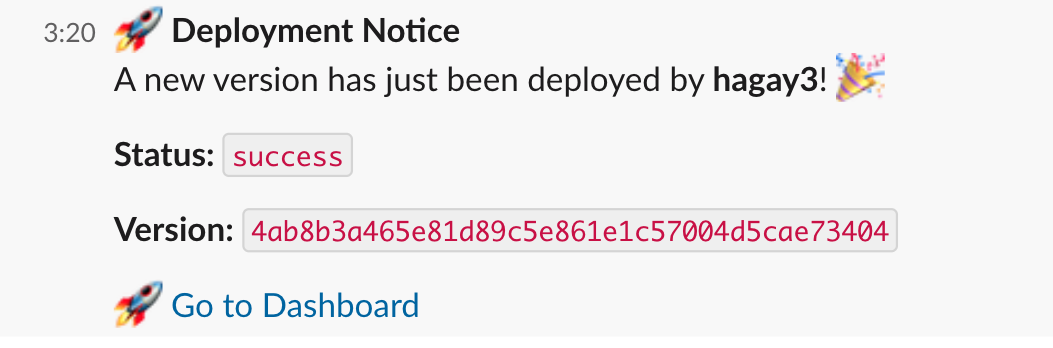 3:20 🚀 Deployment Notice
A new version has just been deployed by hagay3! 🎉
Status: success
Version: 4ab8b3a465e81d89c5e861e1c57004d5cae73404
🚀 Go to Dashboard